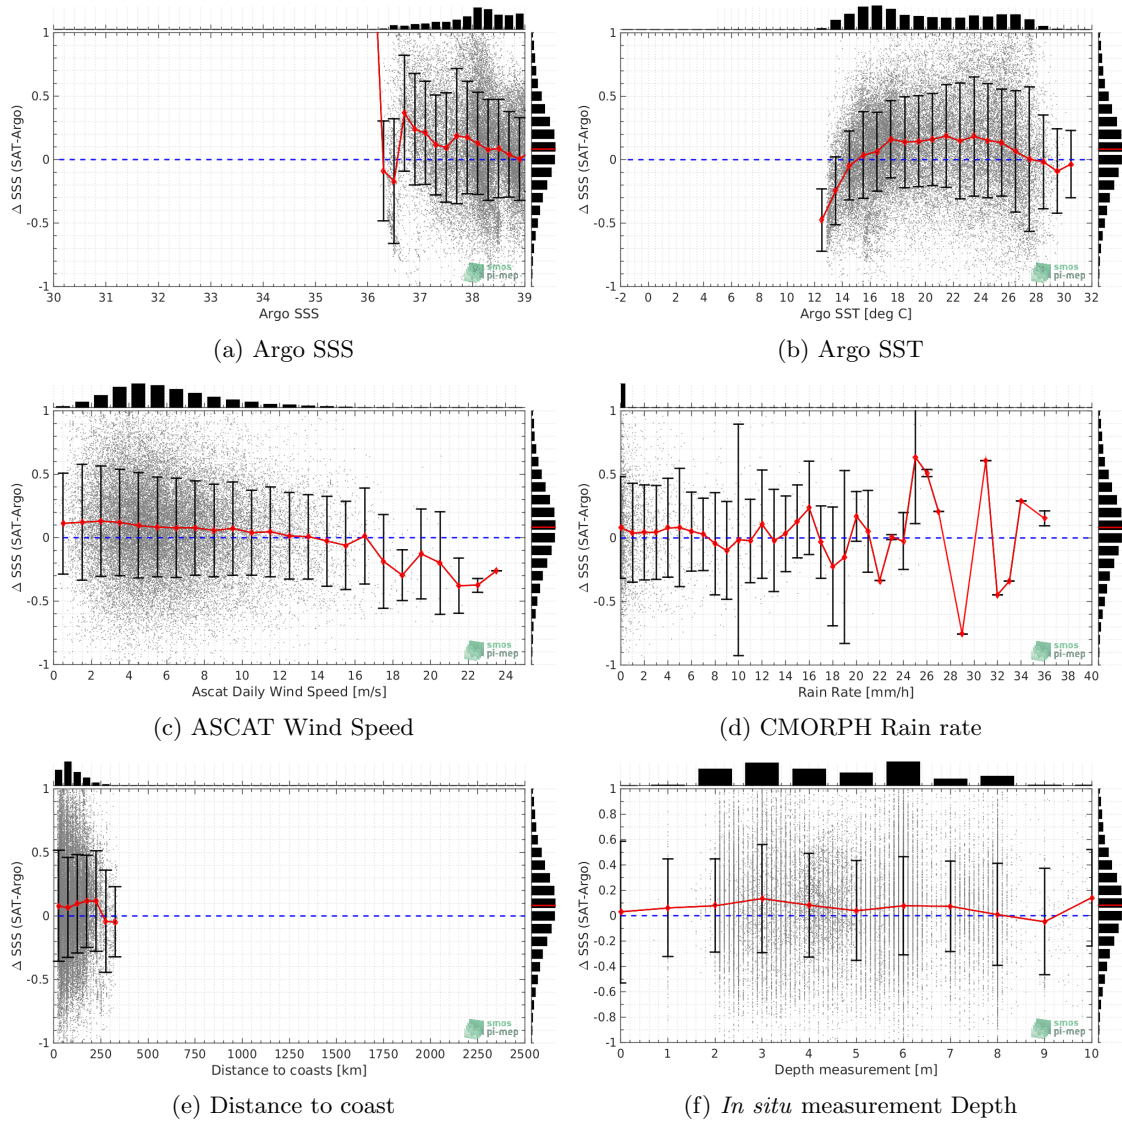 1
0.5
0
-0.5
-1
Δ SSS (SAT-Argo)
30 31 32 33 34 35 36 37 38 39
Argo SSS
smos
pi-mep
(a) Argo SSS
1
0.5
0
-0.5
-1
Δ SSS (SAT-Argo)
-2 0 2 4 6 8 10 12 14 16 18 20 22 24 26 28 30 32
Argo SST [deg C]
smos
pi-mep
(b) Argo SST
1
0.5
0
-0.5
-1
Δ SSS (SAT-Argo)
0 2 4 6 8 10 12 14 16 18 20 22 24
Ascat Daily Wind Speed [m/s]
smos
pi-mep
(c) ASCAT Wind Speed
1
0.5
0
-0.5
-1
Δ SSS (SAT-Argo)
0 2 4 6 8 10 12 14 16 18 20 22 24 26 28 30 32 34 36 38 40
Rain Rate [mm/h]
smos
pi-mep
(d) CMORPH Rain rate
1
0.5
0
-0.5
-1
Δ SSS (SAT-Argo)
0 250 500 750 1000 1250 1500 1750 2000 2250 2500
Distance to coasts [km]
smos
pi-mep
(e) Distance to coast
1
0.8
0.6
0.4
0.2
0
-0.2
-0.4
-0.6
-0.8
-1
Δ SSS (SAT-Argo)
0 1 2 3 4 5 6 7 8 9 10
Depth measurement [m]
smos
pi-mep
(f) In situ measurement Depth